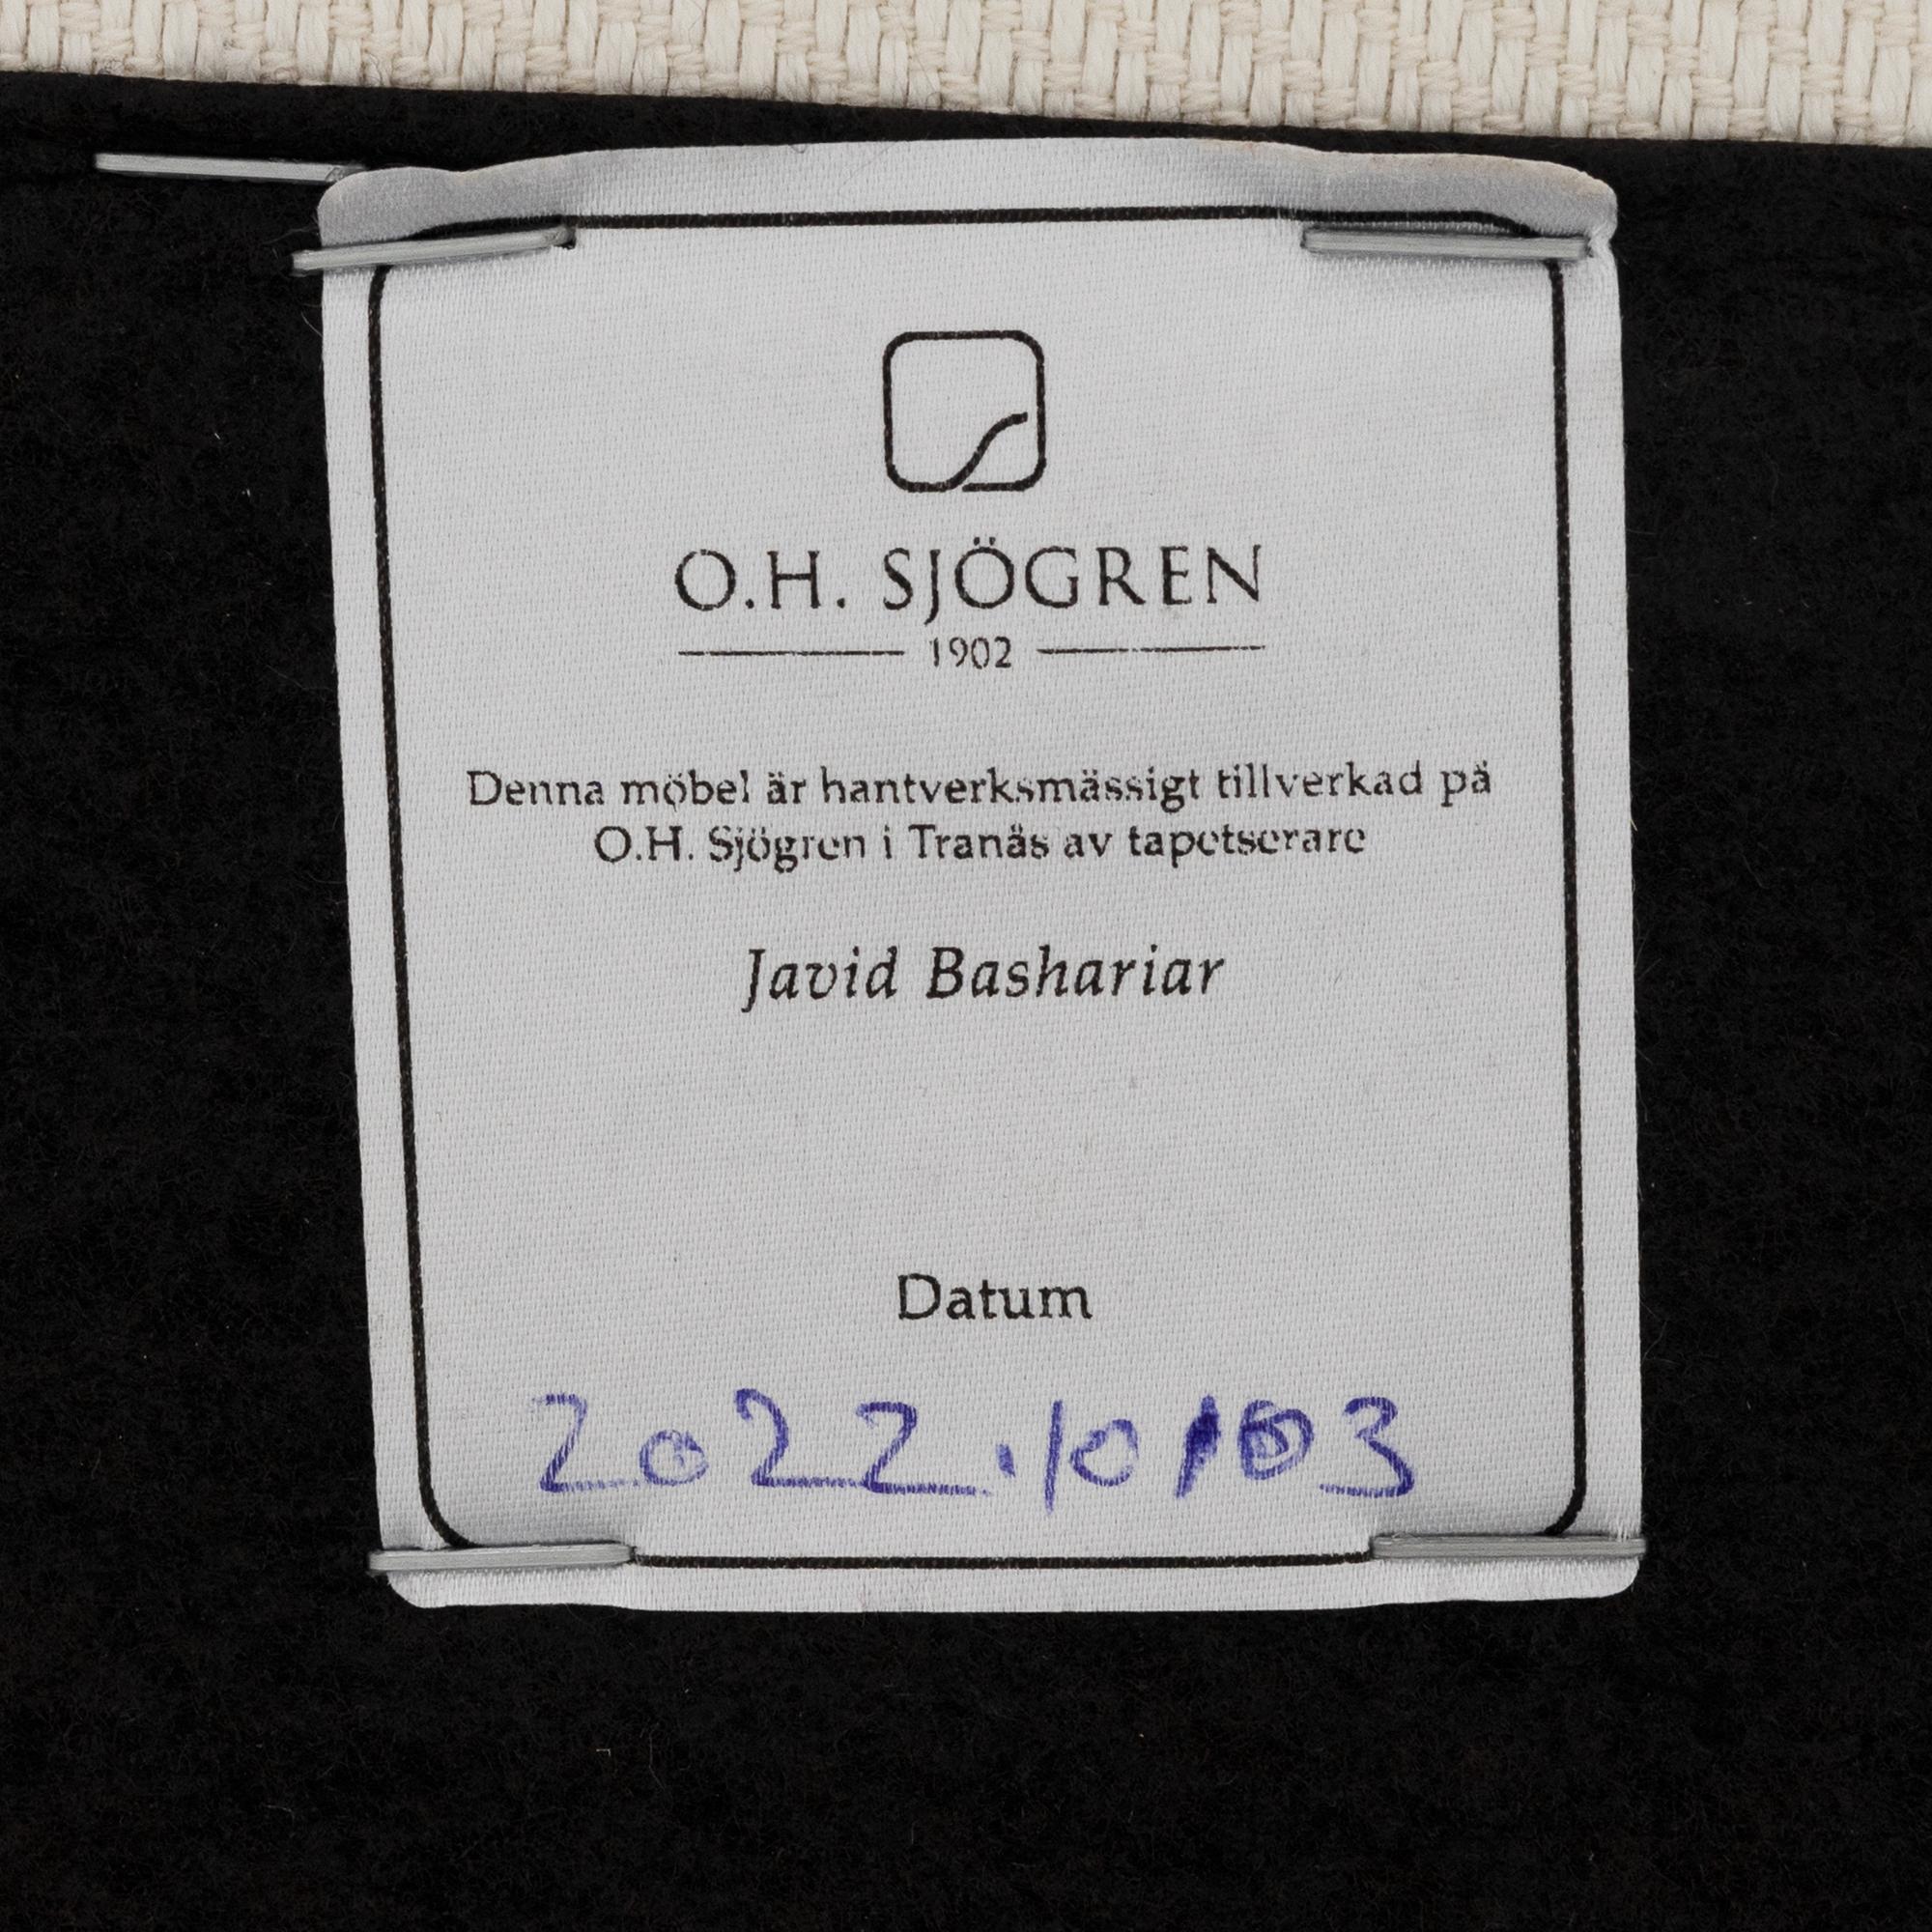 O.H. SJÖGREN
1902
Denna möbel är hantverksmässigt tillverkad på
O.H. Sjögren i Tranås av tapetserare
Javid Bashariar
Datum
2022.10/03